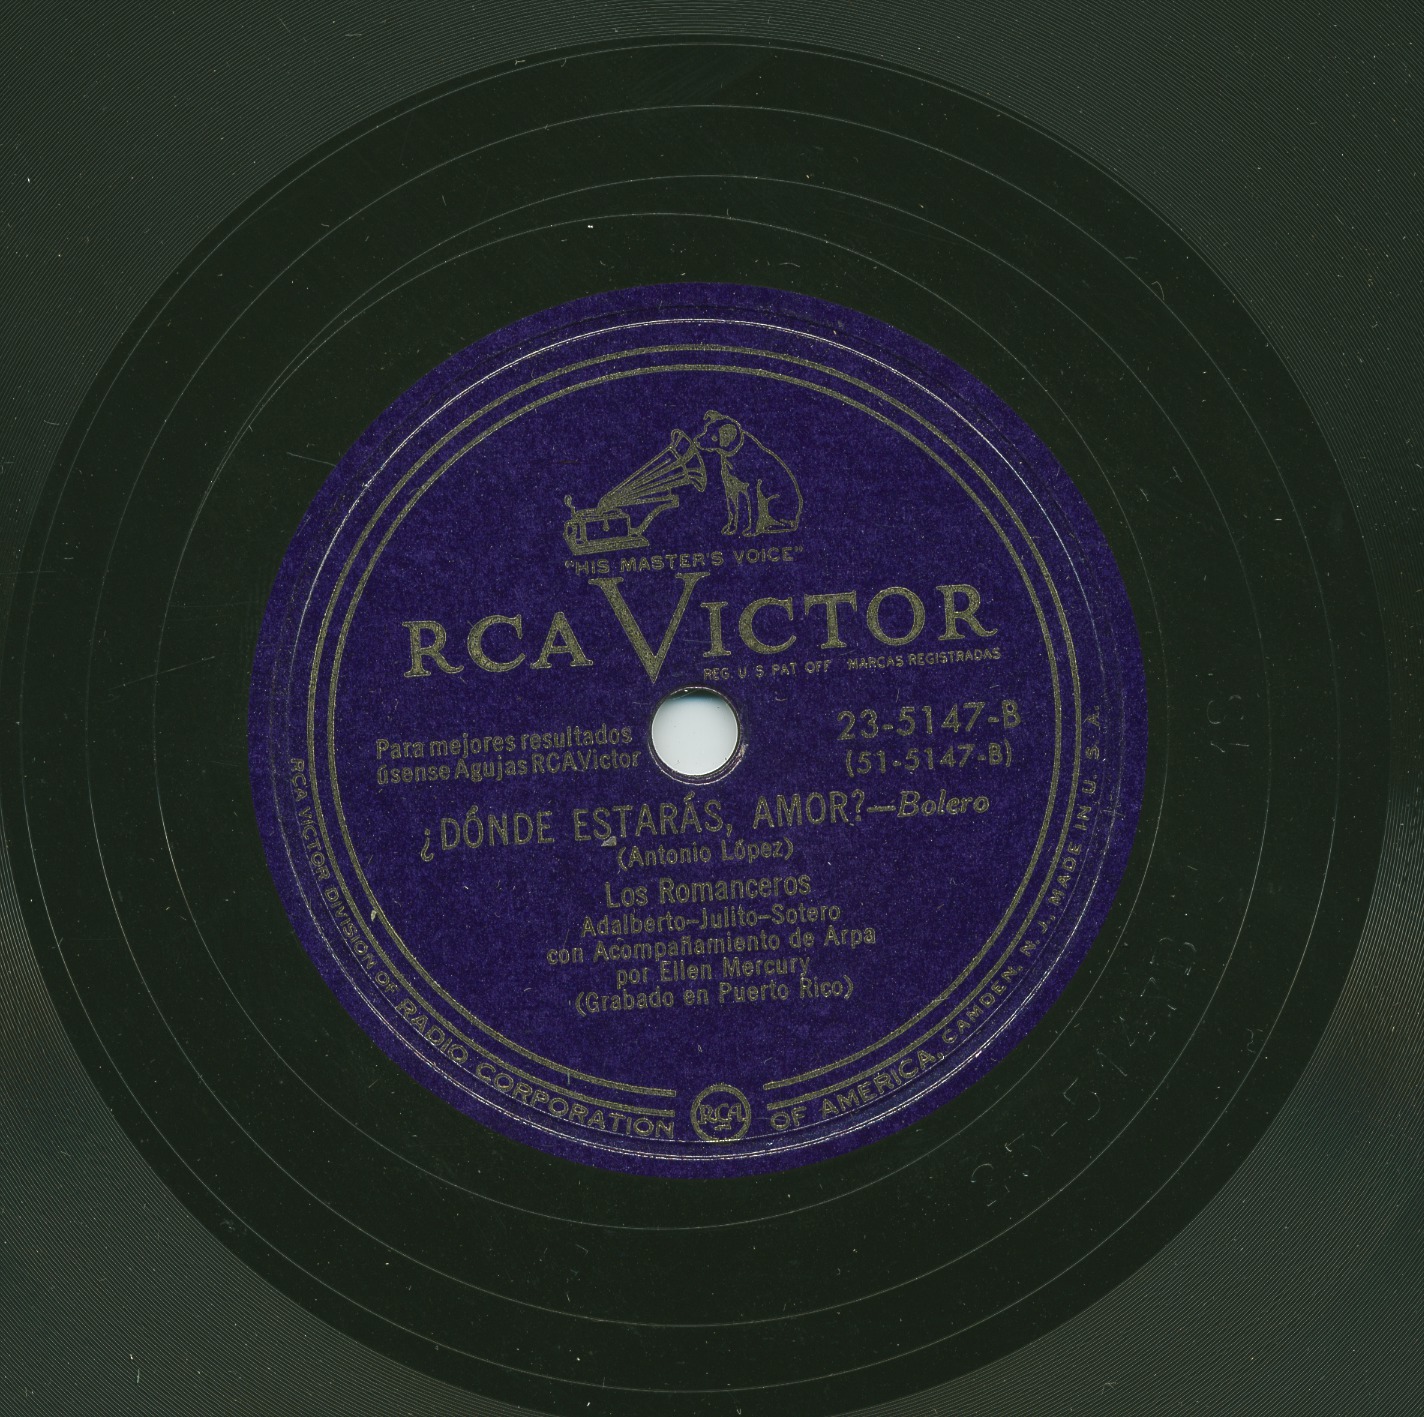 "HIS MASTER'S VOICE"
RCA VICTOR
REG. U. S. PAT. OFF. MARCAS REGISTRADAS
Para mejores resultados
úsense Agujas RCA Victor
23-5147-B
(51-5147-B)
¿DÓNDE ESTARÁS, AMOR?—Bolero
(Antonio López)
Los Romanceros
Adalberto-Julito-Sotero
con Acompañamiento de Arpa
por Ellen Mercury
(Grabado en Puerto Rico)
RCA VICTOR DIVISION OF RADIO CORPORATION
RCA
OF AMERICA, CAMDEN, N. J., MADE IN U. S. A.